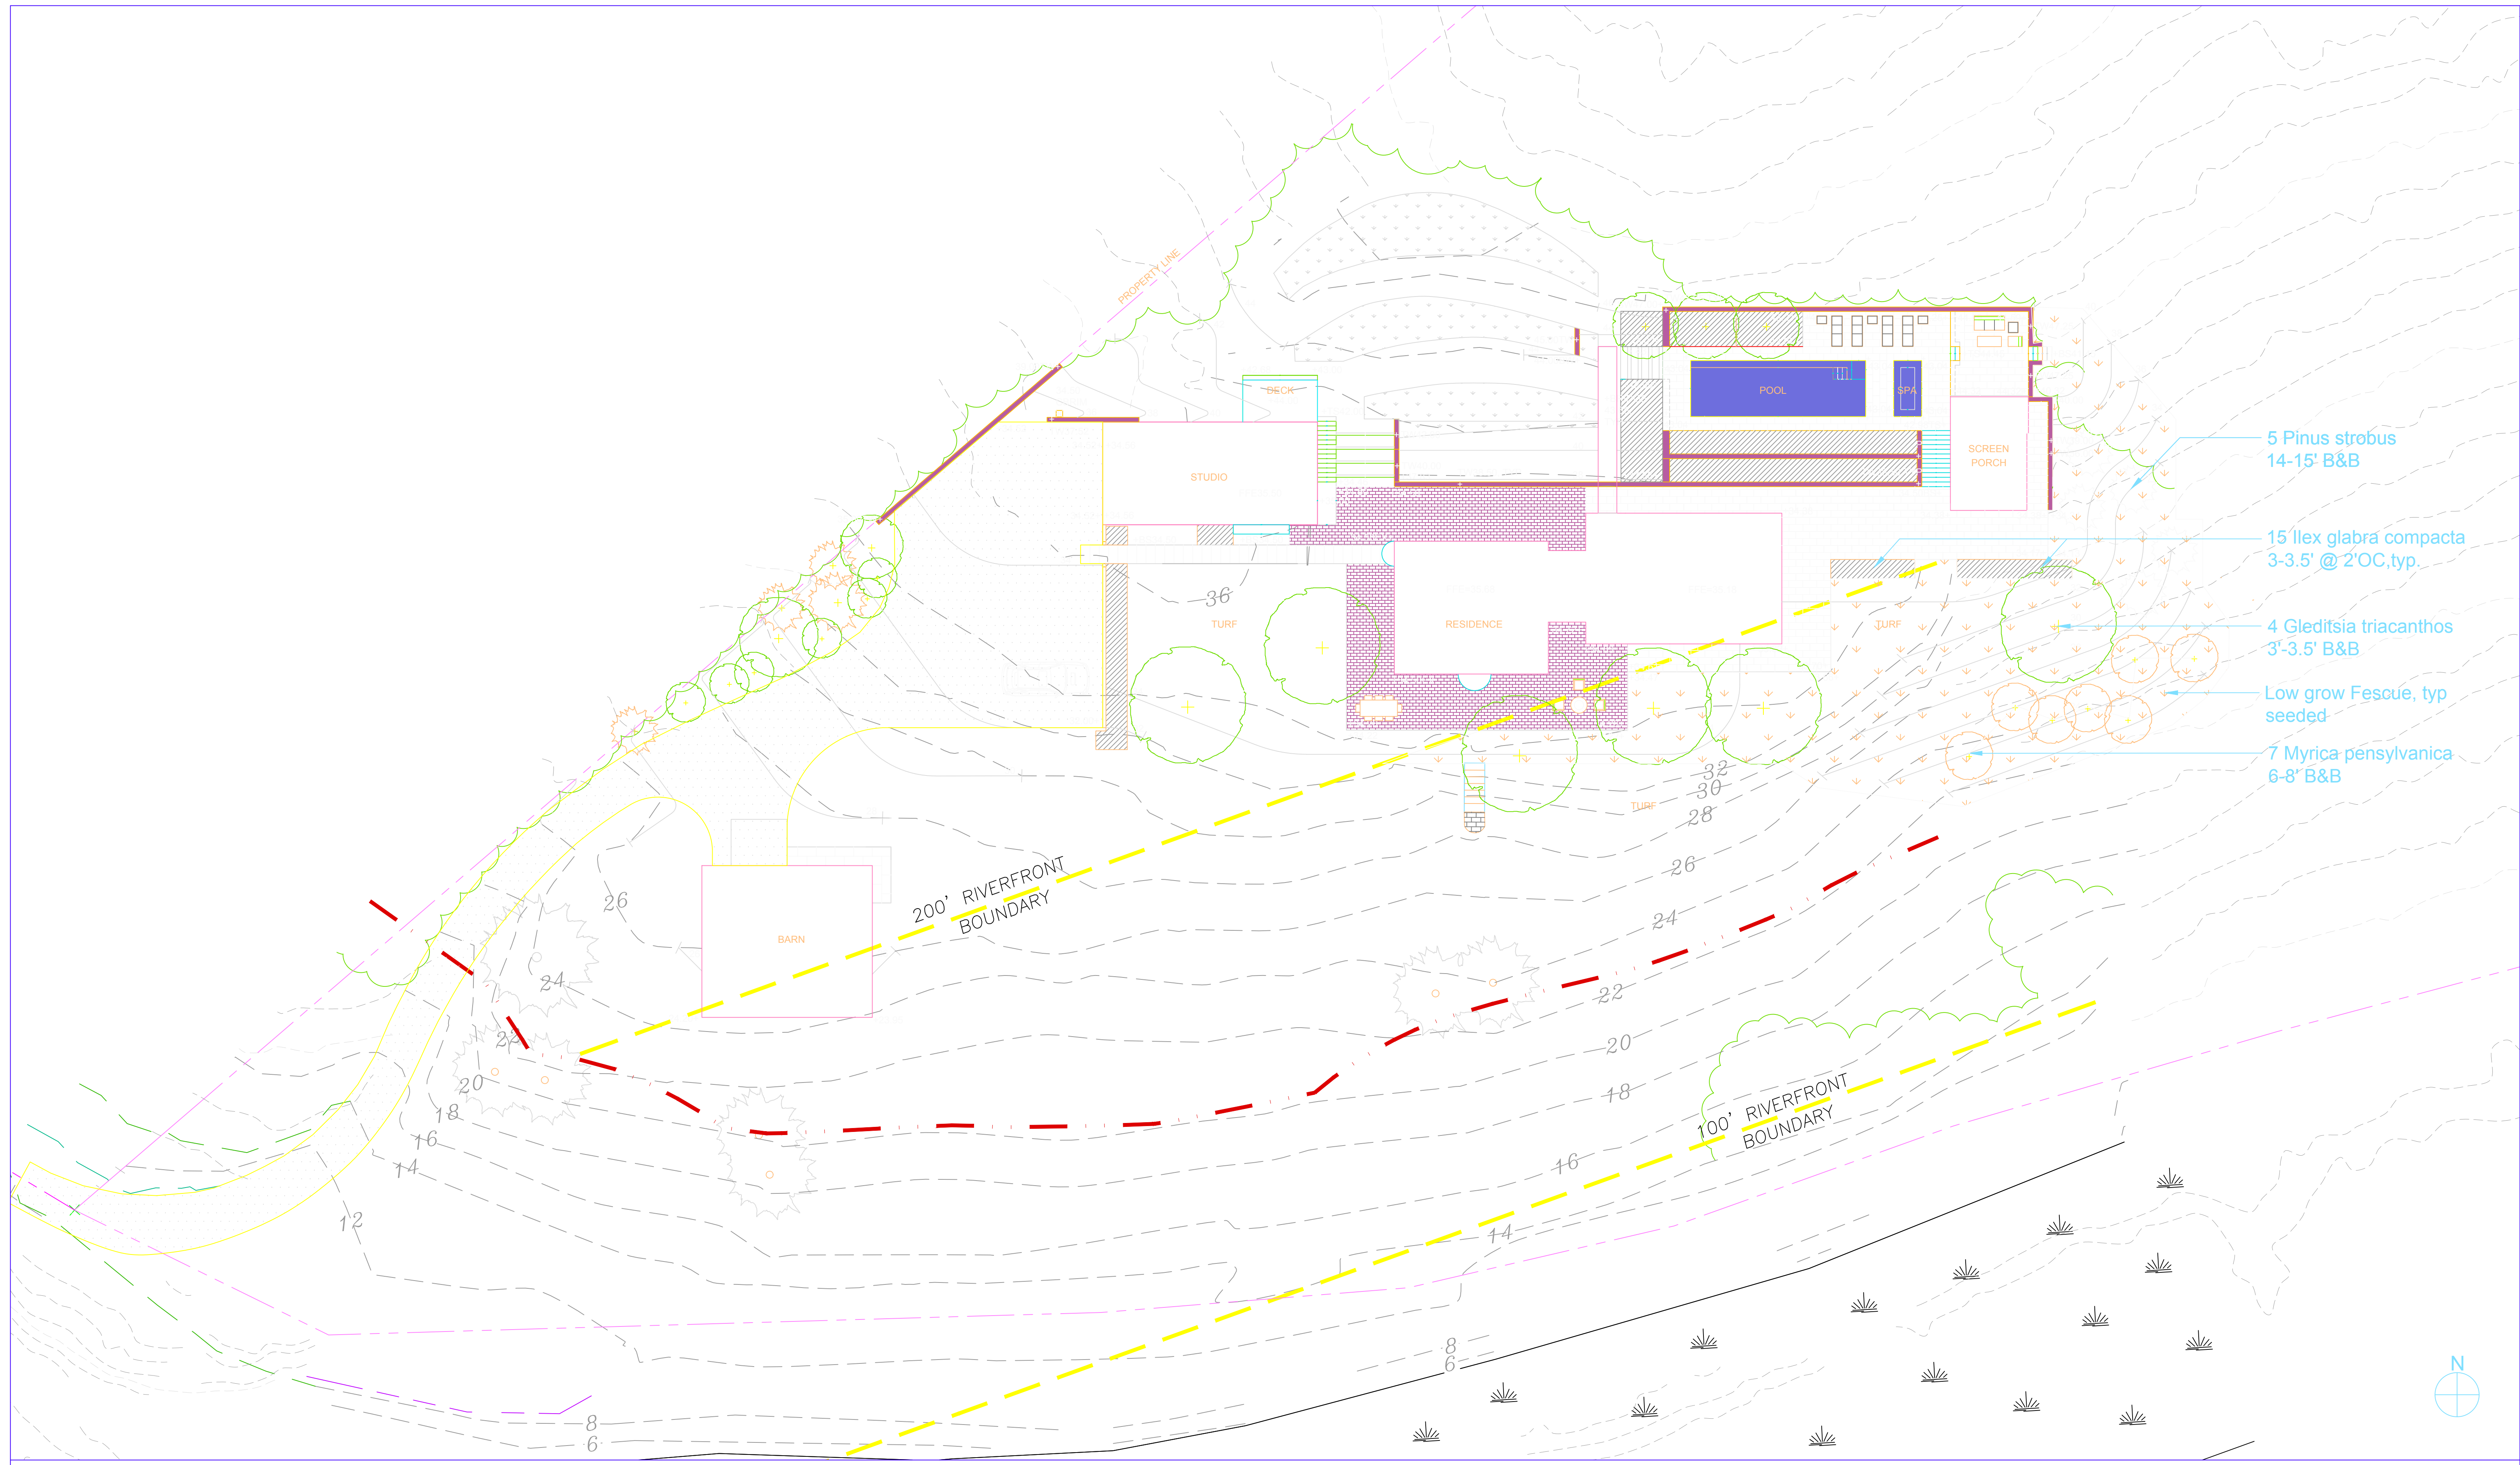 PROPERTY LINE
DECK
POOL
SPA
5 Pinus strobus
14-15' B&B
SCREEN
PORCH
STUDIO
15 Ilex glabra compacta
3-3.5' @ 2'OC,typ.
36
TURF
RESIDENCE
TURF
4 Gleditsia triacanthos
3'-3.5' B&B
Low grow Fescue, typ
seeded
7 Myrica pensylvanica
6-8' B&B
32
30
28
TURF
26
24
22
20
18
16
14
8
6
200' RIVERFRONT
BOUNDARY
BARN
26
24
22
20
18
16
14
12
100' RIVERFRONT
BOUNDARY
8
6
N